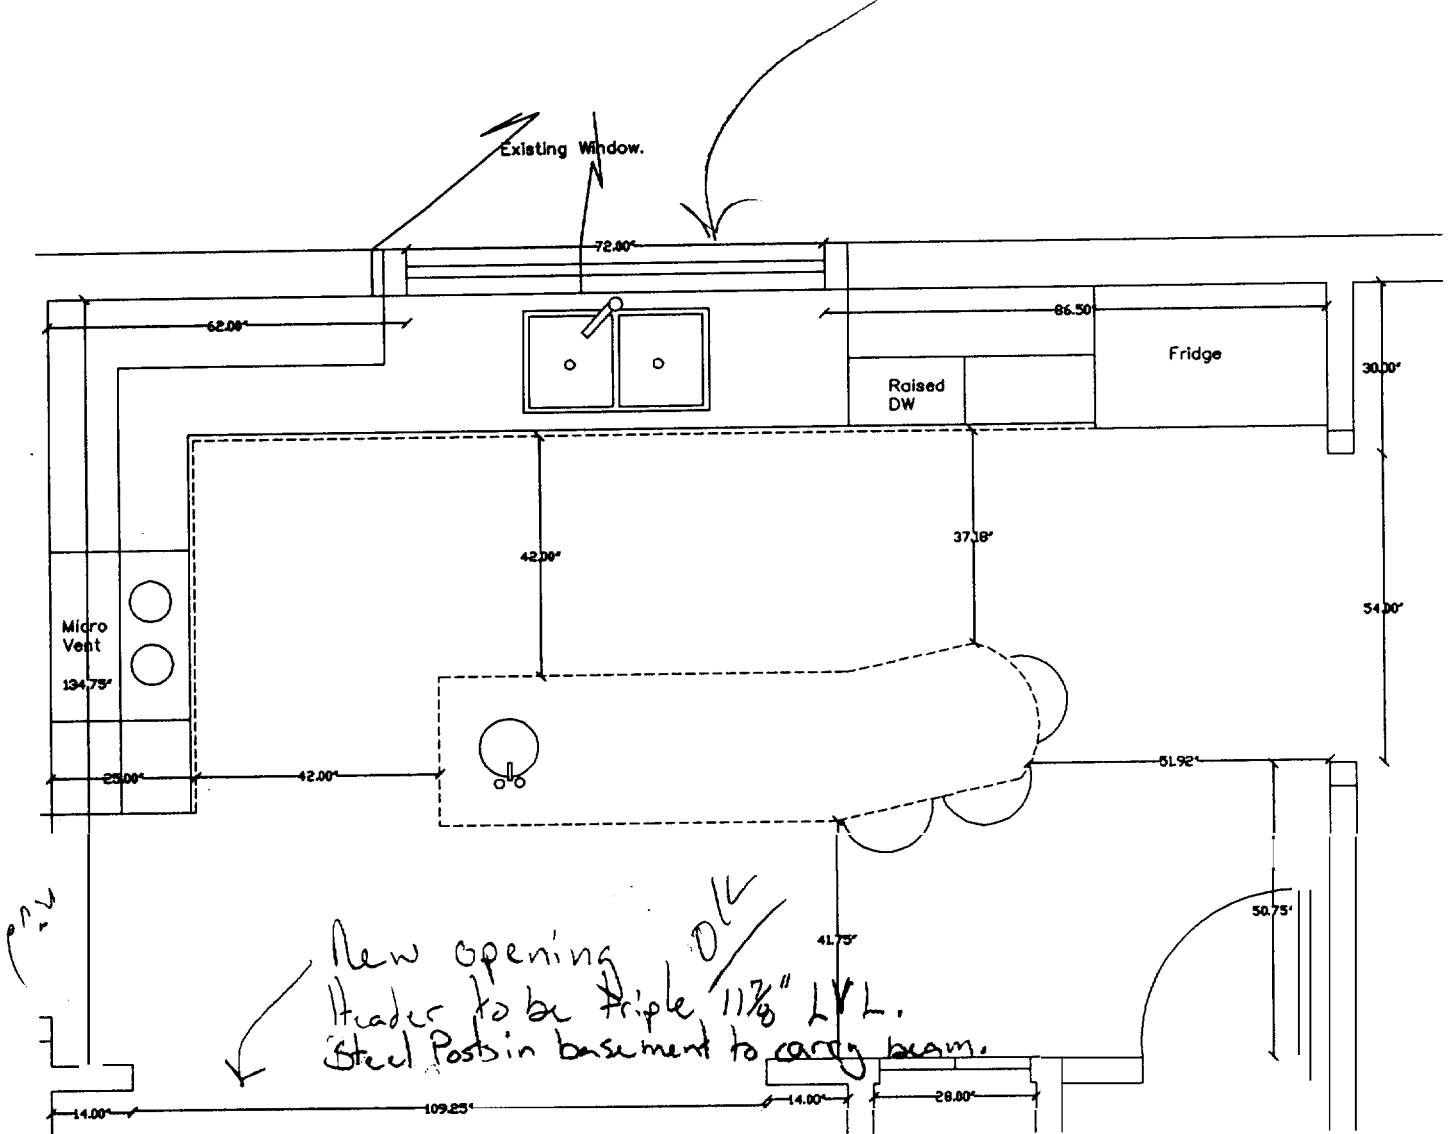 Existing Window.
72.00"
62.00"
86.50"
Fridge
30.00"
Raised
DW
42.00"
37.18"
54.00"
Micro
Vent
134.75"
25.00"
42.00"
51.92"
50.75"
41.75"
New opening
OK
Header to be triple 11⅞" LVL.
Steel Posts in basement to carry beam.
14.00"
109.25"
14.00"
28.00"